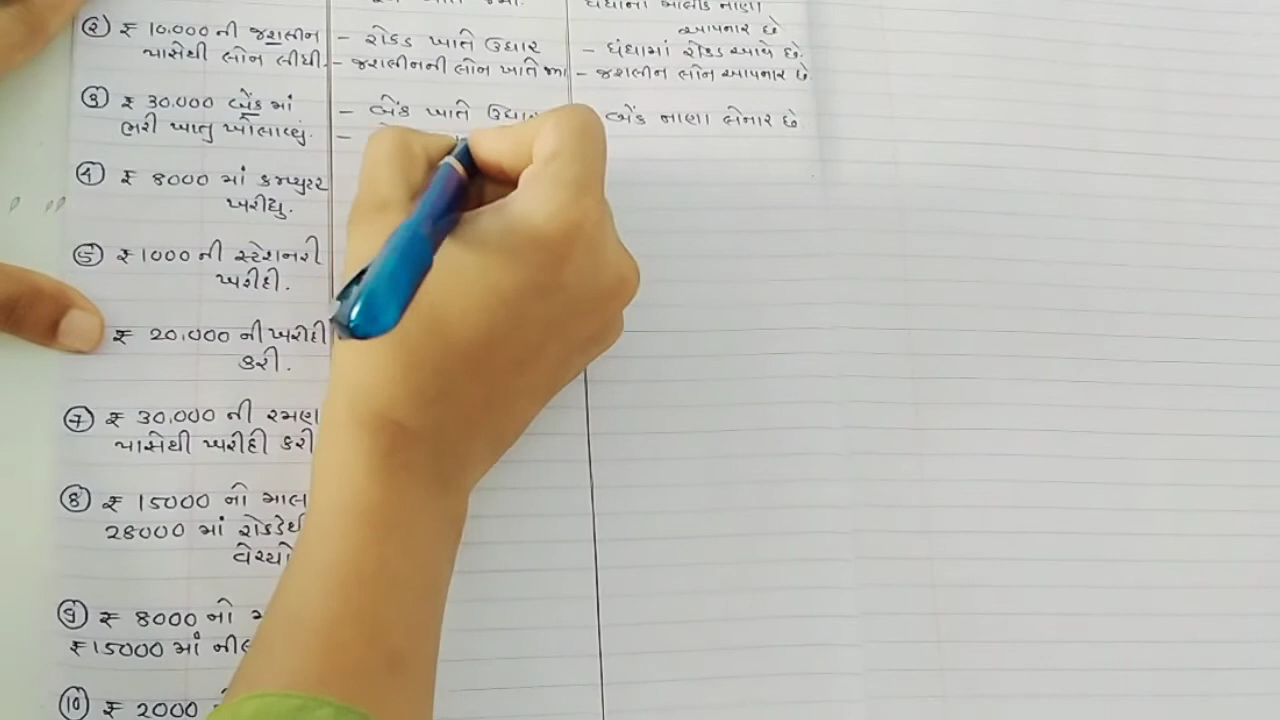 ધંધાના માલીક નાણા
આપનાર છે
② ₹ 10,000 ની જશલીન - રોકડ ખાતે ઉધાર - ધંધામાં રોકડ આવે છે.
પાસેથી લોન લીધી. - જશલીનની લોન ખાતે જમા - જશલીન લોન આપનાર છે
③ ₹ 30,000 બેંકમાં - બેંક ખાતે ઉધાર બેંક નાણા લેનાર છે
ભરી ખાતુ ખોલાવ્યું. -
④ ₹ 8000 માં કમ્પ્યુટર
ખરીદ્યુ.
⑤ ₹1000 ની સ્ટેશનરી
ખરીદી.
₹ 20,000 ની ખરીદી
કરી.
⑦ ₹ 30,000 ની રમણ
પાસેથી ખરીદી કરી
⑧ ₹ 15000 નો માલ
28000 માં રોકડેથી
વેચ્યો
⑨ ₹ 8000 નો
₹15000 માં
⑩ ₹ 2000